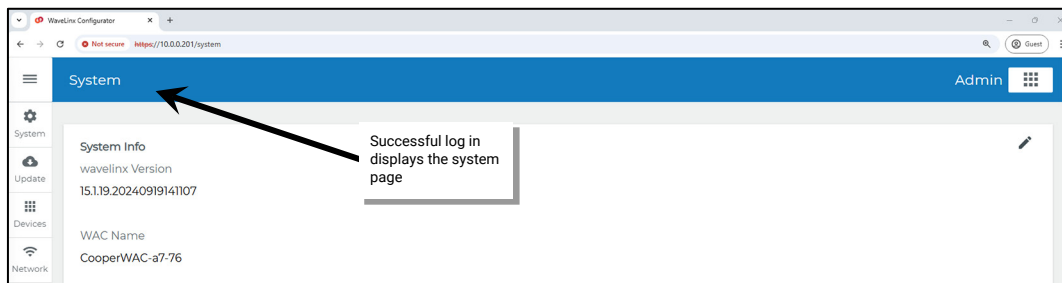 WaveLinx Configurator
Not secure https://10.0.0.201/system
Guest
System
Admin
System
Update
Devices
Network
System Info
wavelinx Version
15.1.19.20240919141107
WAC Name
CooperWAC-a7-76
Successful log in
displays the system
page